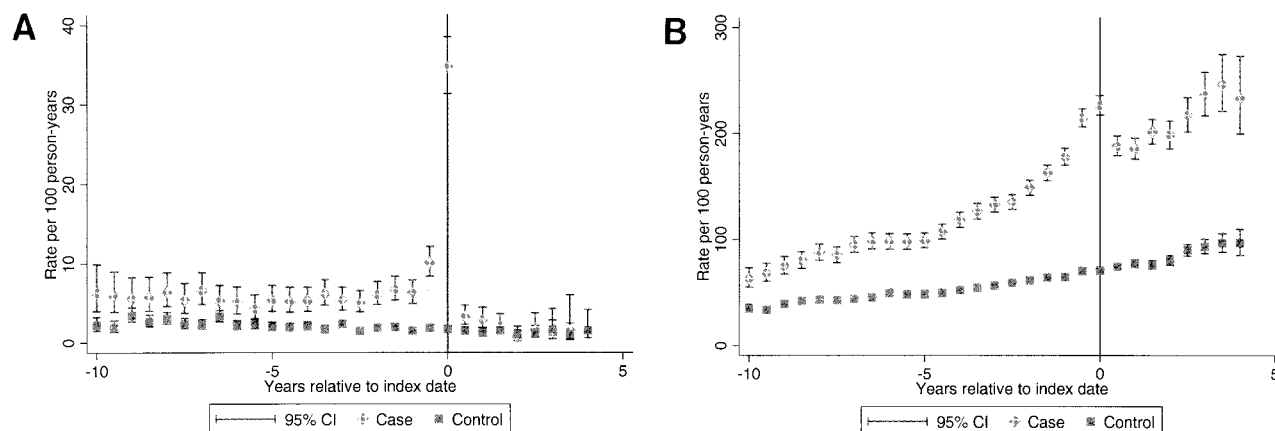 A
Rate per 100 person-years
40
30
20
10
0
-10
-5
0
5
Years relative to index date
95% CI
Case
Control
B
Rate per 100 person-years
300
200
100
0
-10
-5
0
5
Years relative to index date
95% CI
Case
Control